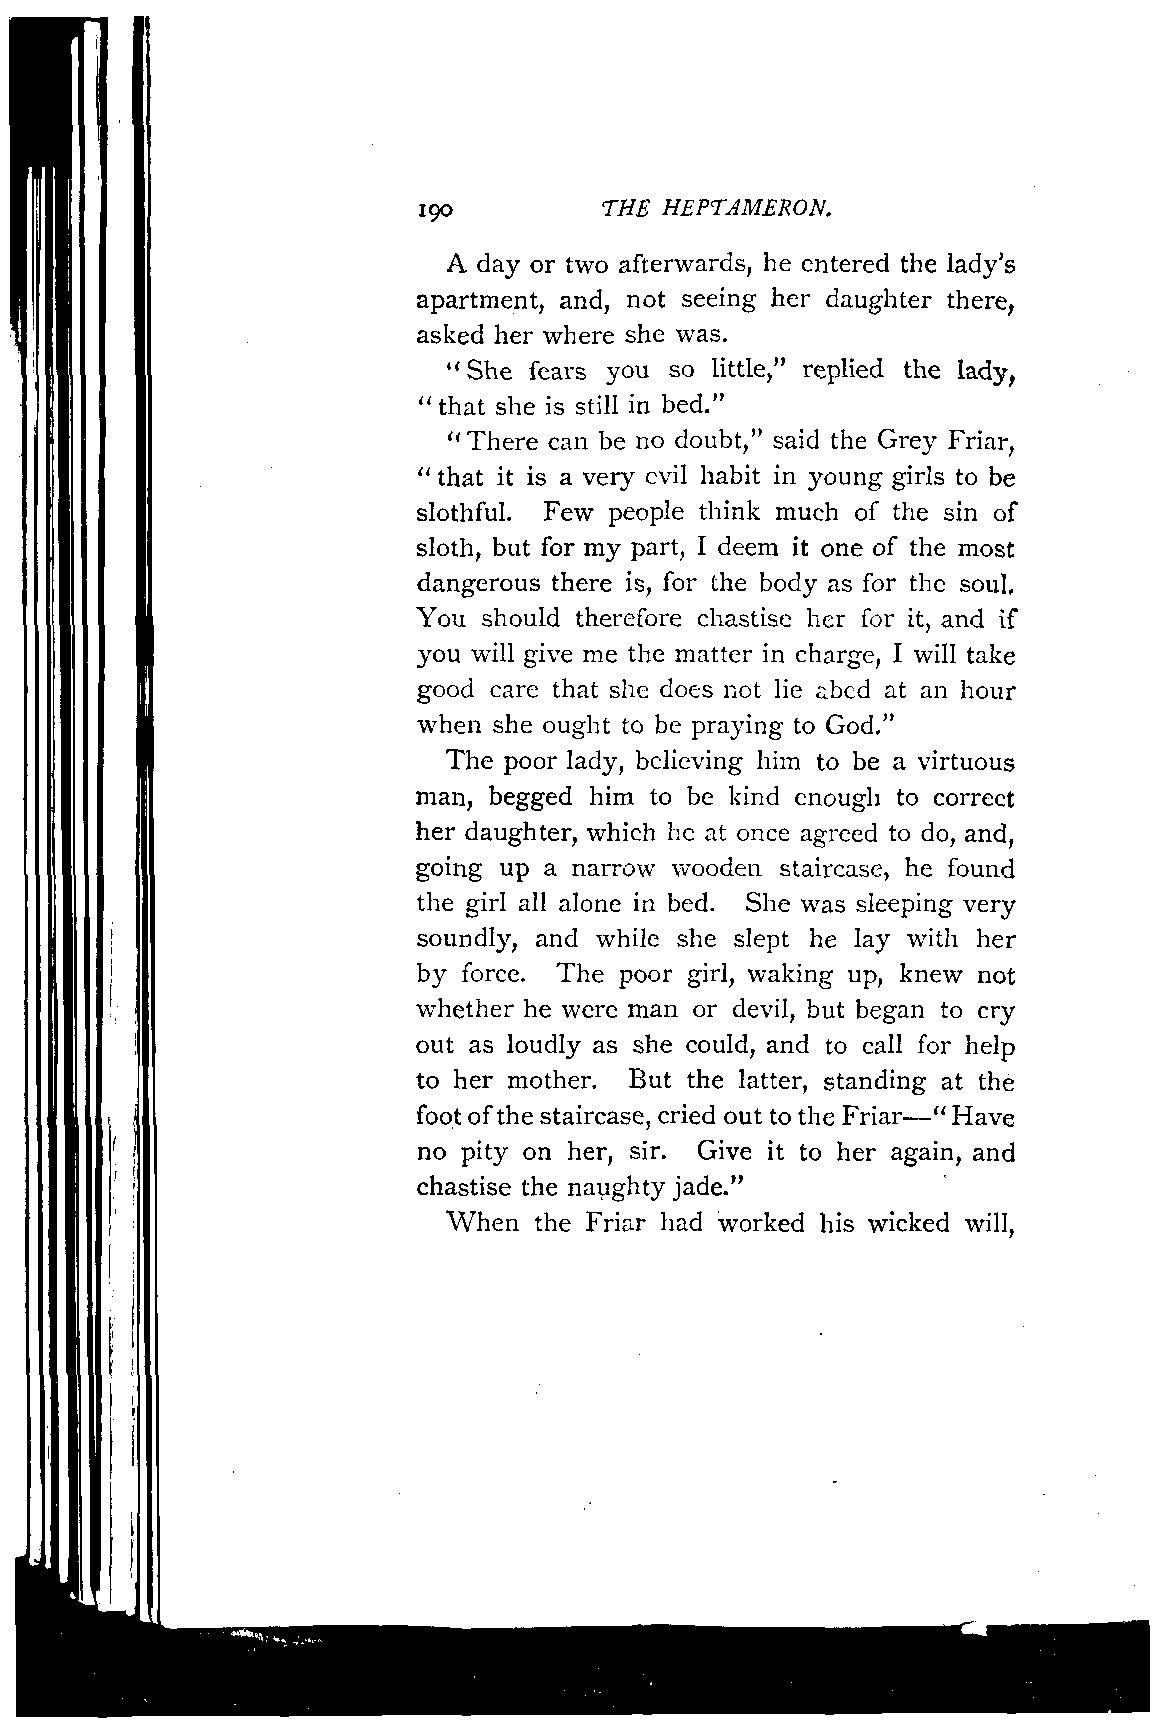 190 THE HEPTAMERON.
A day or two afterwards, he entered the lady's
apartment, and, not seeing her daughter there,
asked her where she was.
"She fears you so little," replied the lady,
"that she is still in bed."
"There can be no doubt," said the Grey Friar,
"that it is a very evil habit in young girls to be
slothful. Few people think much of the sin of
sloth, but for my part, I deem it one of the most
dangerous there is, for the body as for the soul.
You should therefore chastise her for it, and if
you will give me the matter in charge, I will take
good care that she does not lie abed at an hour
when she ought to be praying to God."
The poor lady, believing him to be a virtuous
man, begged him to be kind enough to correct
her daughter, which he at once agreed to do, and,
going up a narrow wooden staircase, he found
the girl all alone in bed. She was sleeping very
soundly, and while she slept he lay with her
by force. The poor girl, waking up, knew not
whether he were man or devil, but began to cry
out as loudly as she could, and to call for help
to her mother. But the latter, standing at the
foot of the staircase, cried out to the Friar—"Have
no pity on her, sir. Give it to her again, and
chastise the naughty jade."
When the Friar had worked his wicked will,